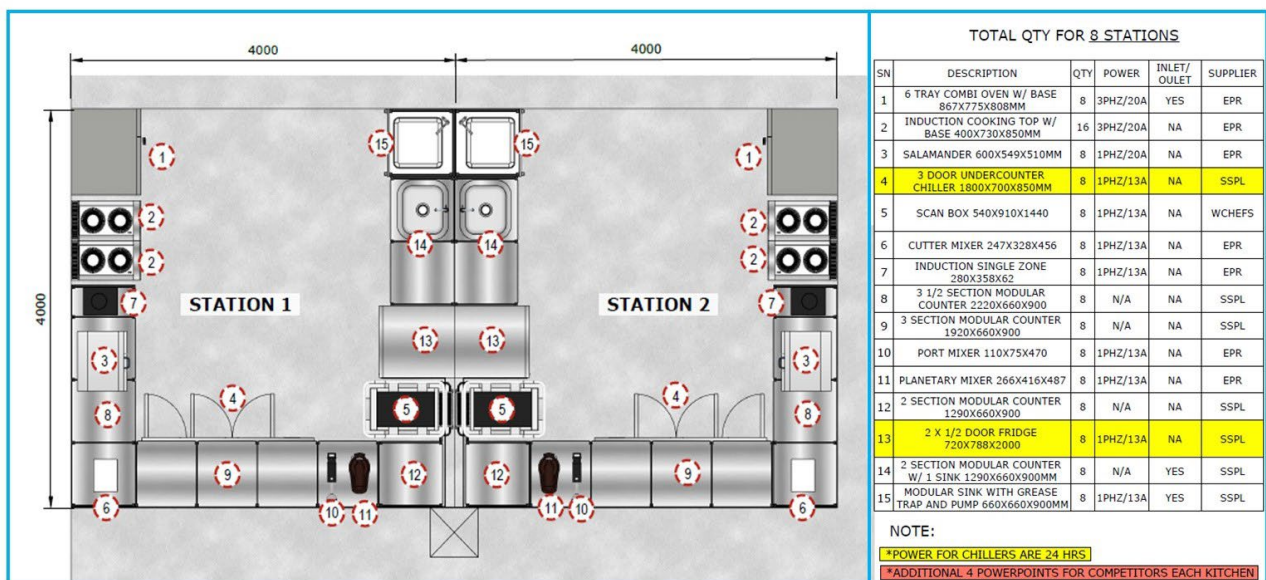 4000
4000
4000
1
15
15
1
2
2
14
14
2
2
7
STATION 1
STATION 2
7
3
13
13
3
4
5
5
4
8
8
9
12
12
9
6
10
11
11
10
6
TOTAL QTY FOR 8 STATIONS
SN DESCRIPTION QTY POWER INLET/
OULET SUPPLIER
1 6 TRAY COMBI OVEN W/ BASE
867X775X808MM 8 3PHZ/20A YES EPR
2 INDUCTION COOKING TOP W/
BASE 400X730X850MM 16 3PHZ/20A NA EPR
3 SALAMANDER 600X549X510MM 8 1PHZ/20A NA EPR
4 3 DOOR UNDERCOUNTER
CHILLER 1800X700X850MM 8 1PHZ/13A NA SSPL
5 SCAN BOX 540X910X1440 8 1PHZ/13A NA WCHEFS
6 CUTTER MIXER 247X328X456 8 1PHZ/13A NA EPR
7 INDUCTION SINGLE ZONE
280X358X62 8 1PHZ/13A NA EPR
8 3 1/2 SECTION MODULAR
COUNTER 2220X660X900 8 N/A NA SSPL
9 3 SECTION MODULAR COUNTER
1920X660X900 8 N/A NA SSPL
10 PORT MIXER 110X75X470 8 1PHZ/13A NA EPR
11 PLANETARY MIXER 266X416X487 8 1PHZ/13A NA EPR
12 2 SECTION MODULAR COUNTER
1290X660X900 8 N/A NA SSPL
13 2 X 1/2 DOOR FRIDGE
720X788X2000 8 1PHZ/13A NA SSPL
14 2 SECTION MODULAR COUNTER
W/ 1 SINK 1290X660X900MM 8 N/A YES SSPL
15 MODULAR SINK WITH GREASE
TRAP AND PUMP 660X660X900MM 8 1PHZ/13A YES SSPL
NOTE:
*POWER FOR CHILLERS ARE 24 HRS
*ADDITIONAL 4 POWERPOINTS FOR COMPETITORS EACH KITCHEN